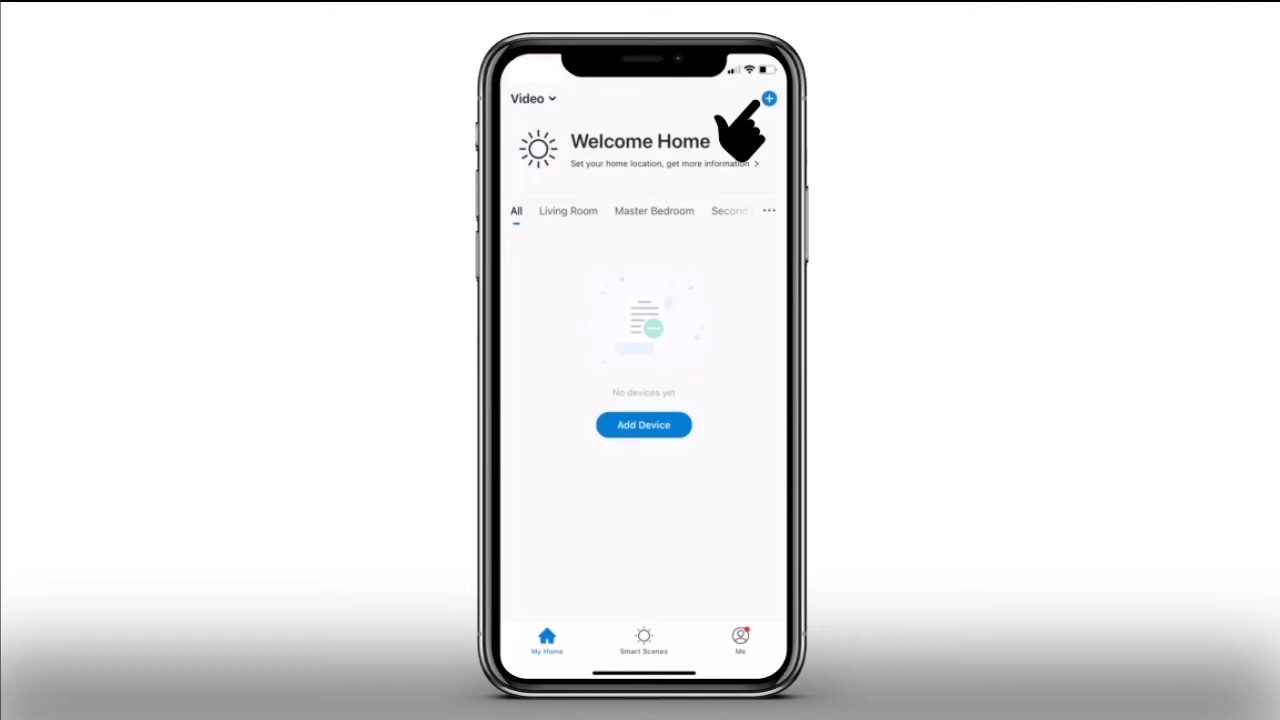 Video
Welcome Home
Set your home location, get more information
All Living Room Master Bedroom Second
No devices yet
Add Device
My Home Smart Scenes Me